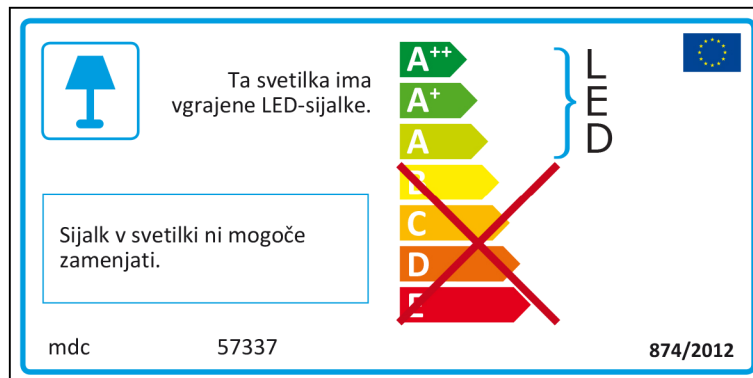 Ta svetilka ima
vgrajene LED-sijalke.
A++
A+
A
B
C
D
E
L
E
D
Sijalk v svetilki ni mogoče
zamenjati.
mdc 57337 874/2012